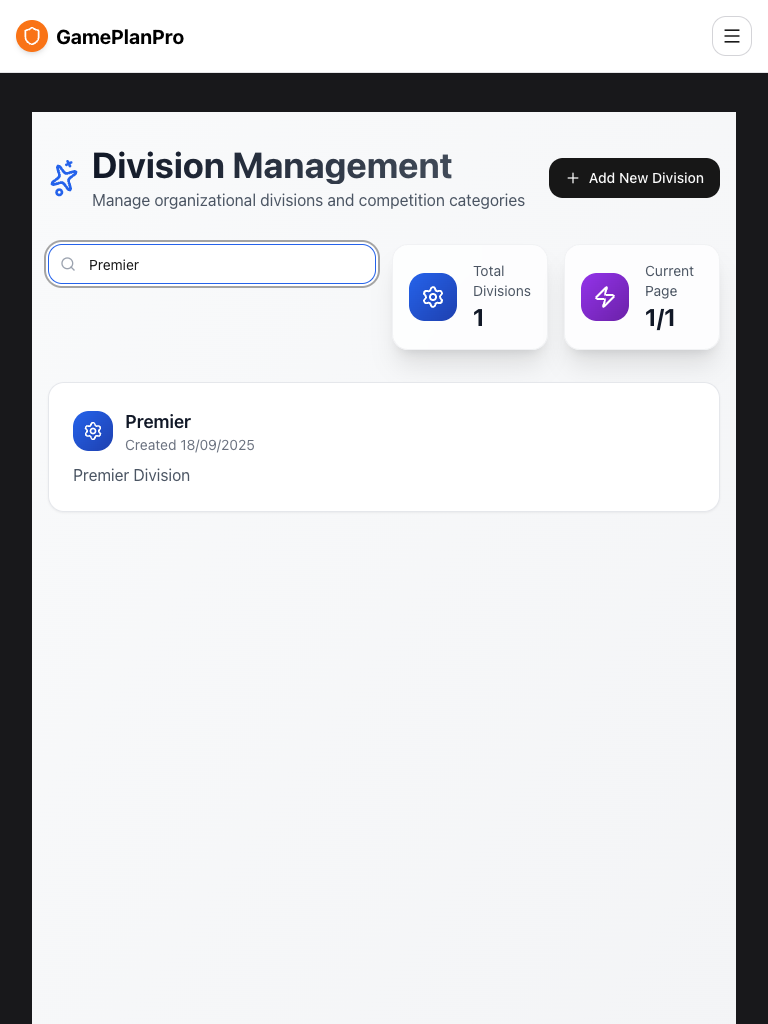 GamePlanPro
Division Management
Manage organizational divisions and competition categories
Add New Division
Premier
Total
Divisions
1
Current
Page
1/1
Premier
Created 18/09/2025
Premier Division